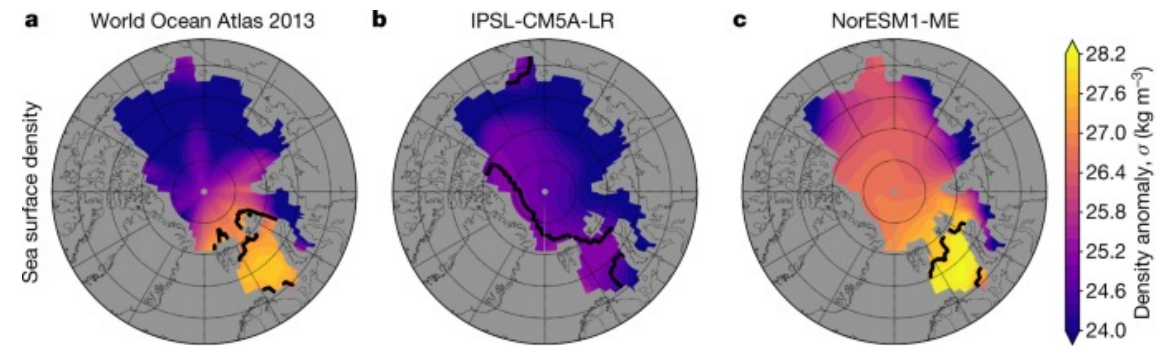 a World Ocean Atlas 2013
b IPSL-CM5A-LR
c NorESM1-ME
Sea surface density
28.2
27.6
27.0
26.4
25.8
25.2
24.6
24.0
Density anomaly, σ (kg m⁻³)